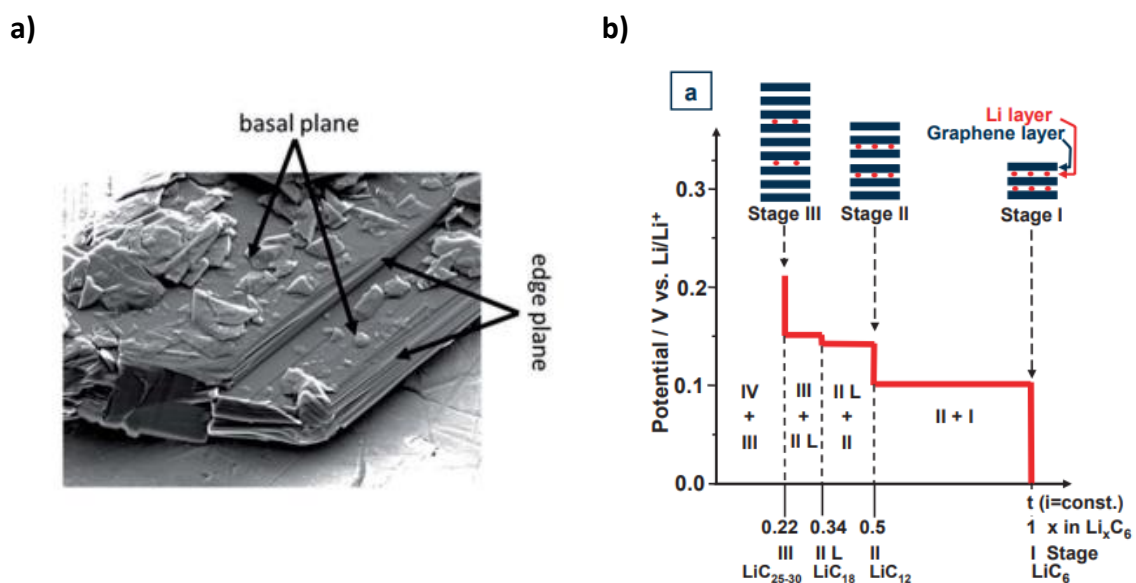 a)
basal plane
edge plane
b)
a
Li layer
Graphene layer
Stage III
Stage II
Stage I
Potential / V vs. Li/Li⁺
0.3
0.2
0.1
0.0
IV + III
III + II L
II L + II
II + I
t (i=const.)
0.22 0.34 0.5 1 x in LiₓC₆
III II L II I Stage
LiC₂₅₋₃₀ LiC₁₈ LiC₁₂ LiC₆